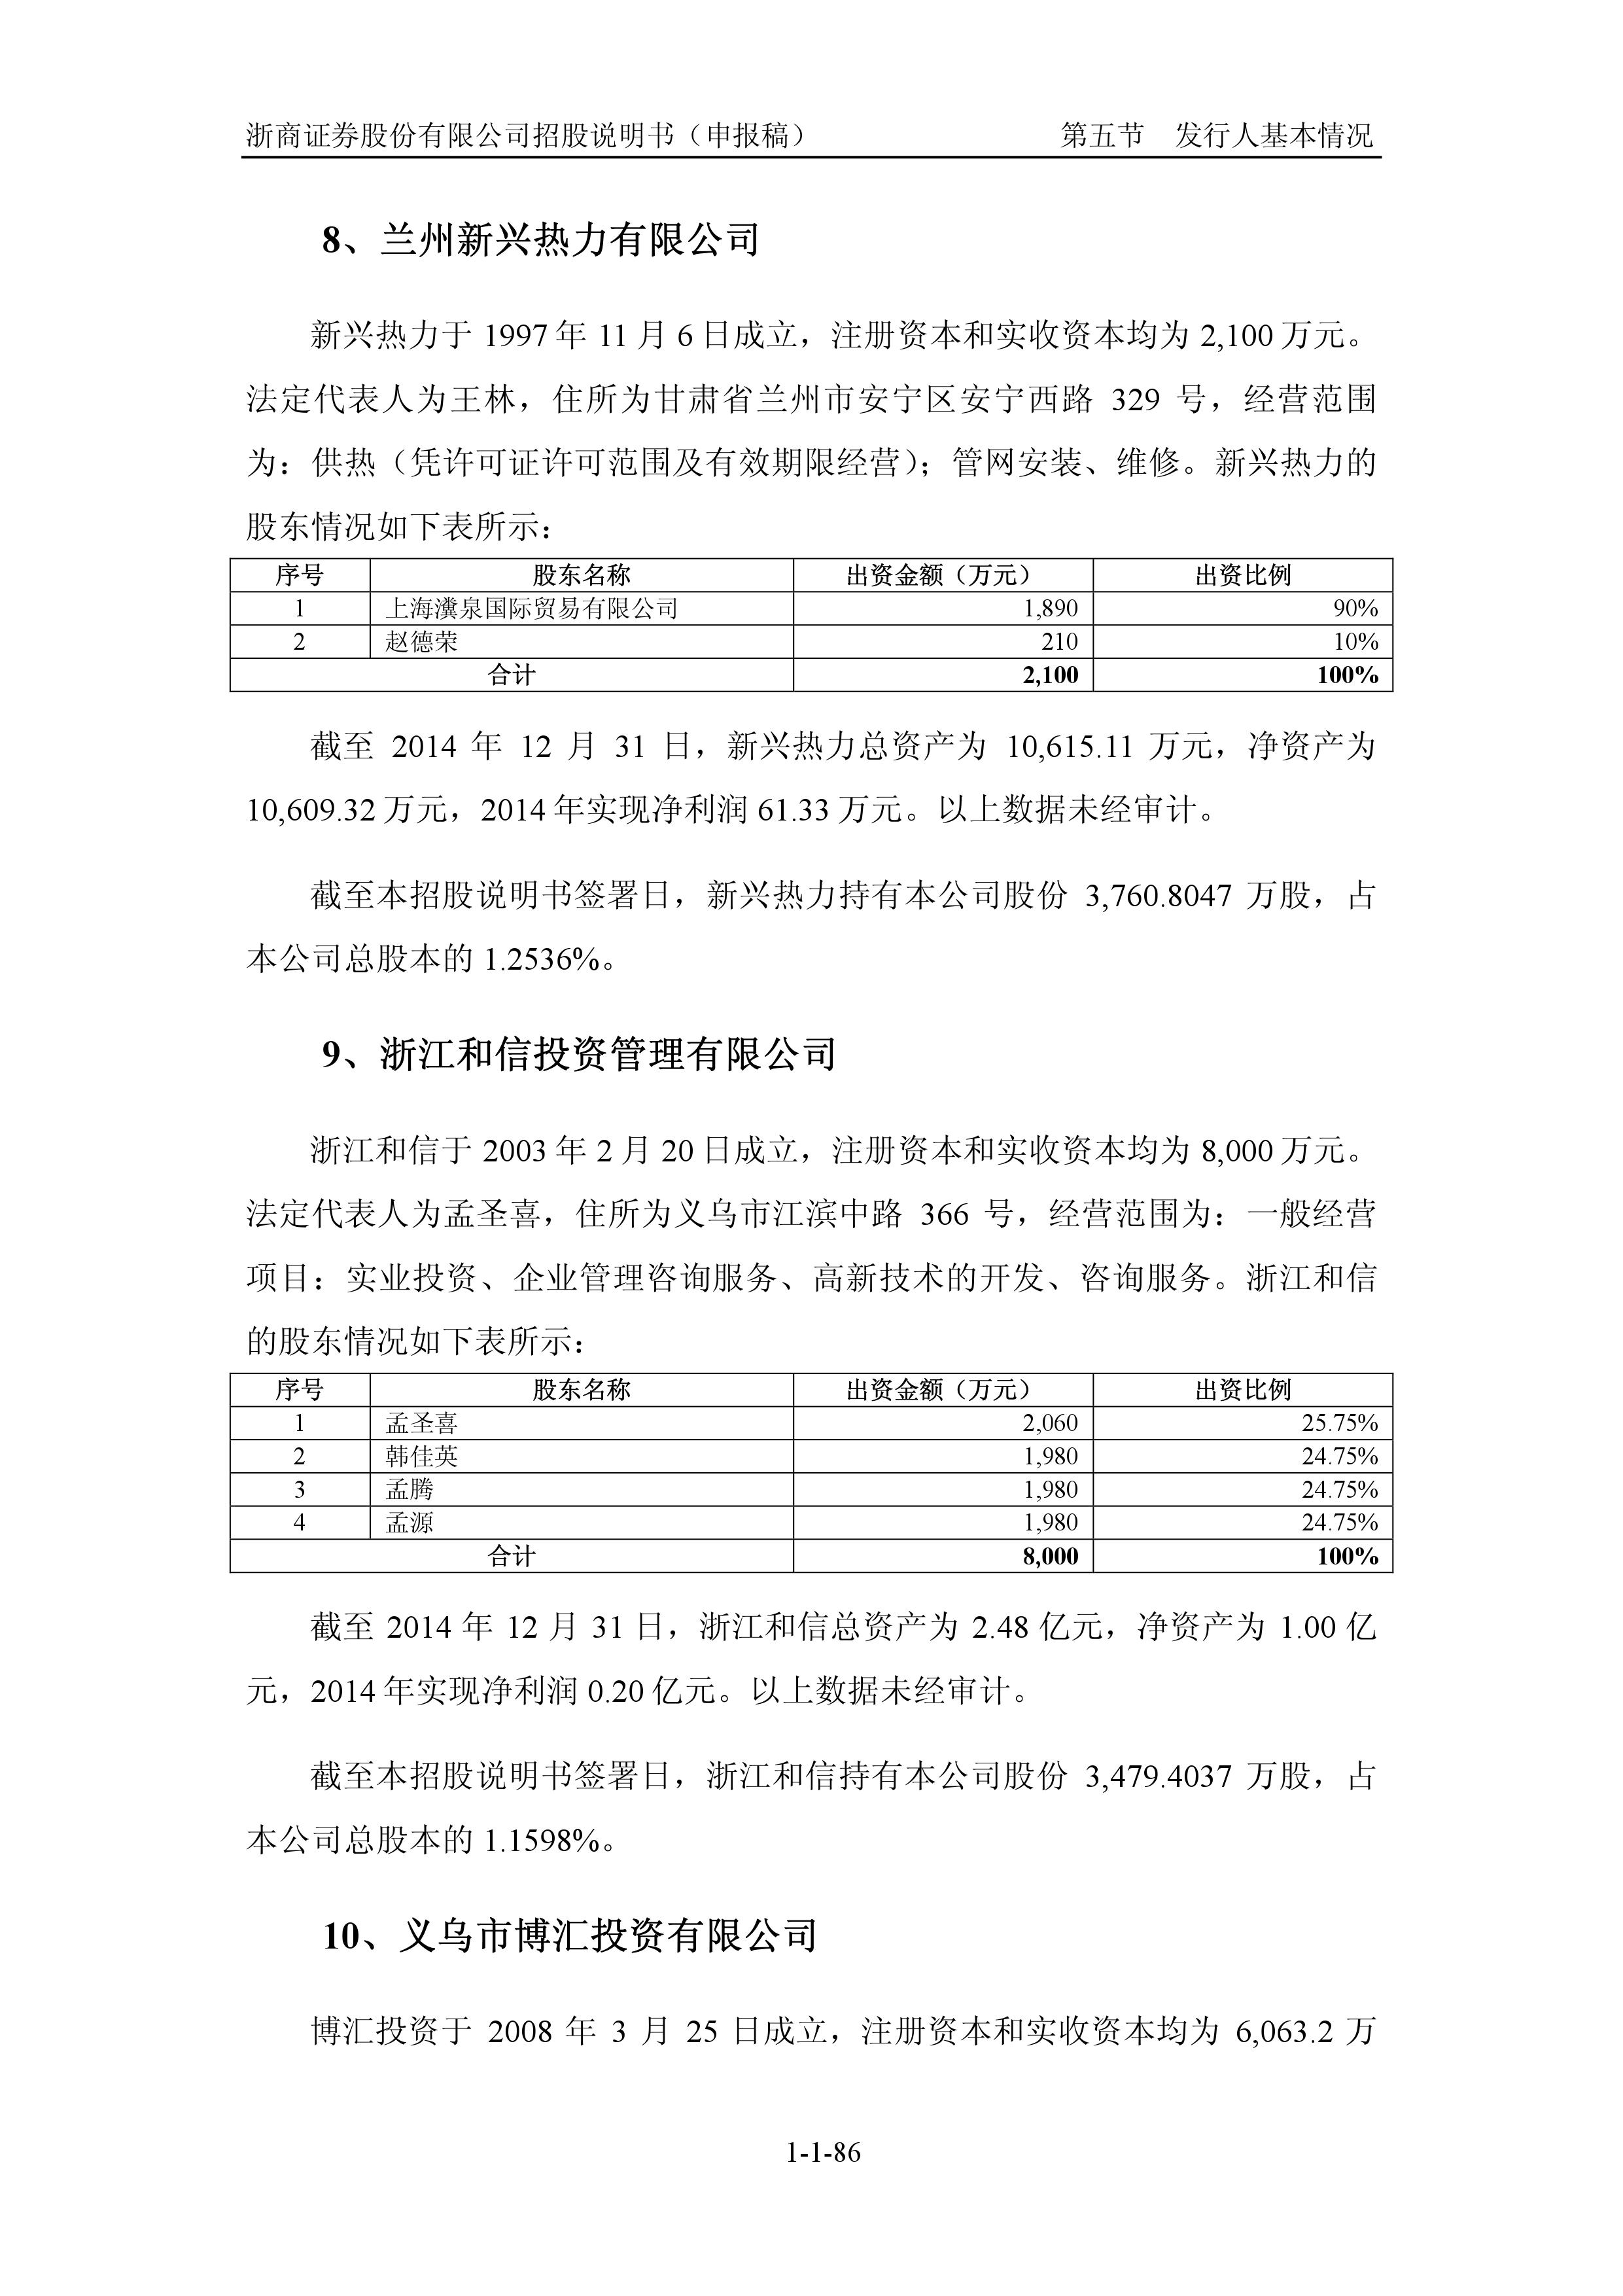 浙商证券股份有限公司招股说明书（申报稿） 第五节 发行人基本情况
8、兰州新兴热力有限公司
新兴热力于 1997 年 11 月 6 日成立，注册资本和实收资本均为 2,100 万元。
法定代表人为王林，住所为甘肃省兰州市安宁区安宁西路 329 号，经营范围
为：供热（凭许可证许可范围及有效期限经营）；管网安装、维修。新兴热力的
股东情况如下表所示：
序号 股东名称 出资金额（万元） 出资比例
1 上海瀵泉国际贸易有限公司 1,890 90%
2 赵德荣 210 10%
合计 2,100 100%
截至 2014 年 12 月 31 日，新兴热力总资产为 10,615.11 万元，净资产为
10,609.32 万元，2014 年实现净利润 61.33 万元。以上数据未经审计。
截至本招股说明书签署日，新兴热力持有本公司股份 3,760.8047 万股，占
本公司总股本的 1.2536%。
9、浙江和信投资管理有限公司
浙江和信于 2003 年 2 月 20 日成立，注册资本和实收资本均为 8,000 万元。
法定代表人为孟圣喜，住所为义乌市江滨中路 366 号，经营范围为：一般经营
项目：实业投资、企业管理咨询服务、高新技术的开发、咨询服务。浙江和信
的股东情况如下表所示：
序号 股东名称 出资金额（万元） 出资比例
1 孟圣喜 2,060 25.75%
2 韩佳英 1,980 24.75%
3 孟腾 1,980 24.75%
4 孟源 1,980 24.75%
合计 8,000 100%
截至 2014 年 12 月 31 日，浙江和信总资产为 2.48 亿元，净资产为 1.00 亿
元，2014 年实现净利润 0.20 亿元。以上数据未经审计。
截至本招股说明书签署日，浙江和信持有本公司股份 3,479.4037 万股，占
本公司总股本的 1.1598%。
10、义乌市博汇投资有限公司
博汇投资于 2008 年 3 月 25 日成立，注册资本和实收资本均为 6,063.2 万
1-1-86